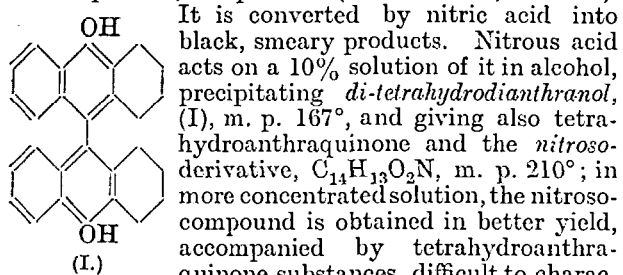 It is converted by nitric acid into
OH
black, smeary products. Nitrous acid
acts on a 10% solution of it in alcohol,
precipitating di-tetrahydrodianthranol,
(I), m. p. 167°, and giving also tetra-
hydroanthraquinone and the nitroso-
derivative, C₁₄H₁₃O₂N, m. p. 210°; in
more concentrated solution, the nitroso-
compound is obtained in better yield,
OH
accompanied by tetrahydroanthra-
(I.)
quinone substances, difficult to charac-